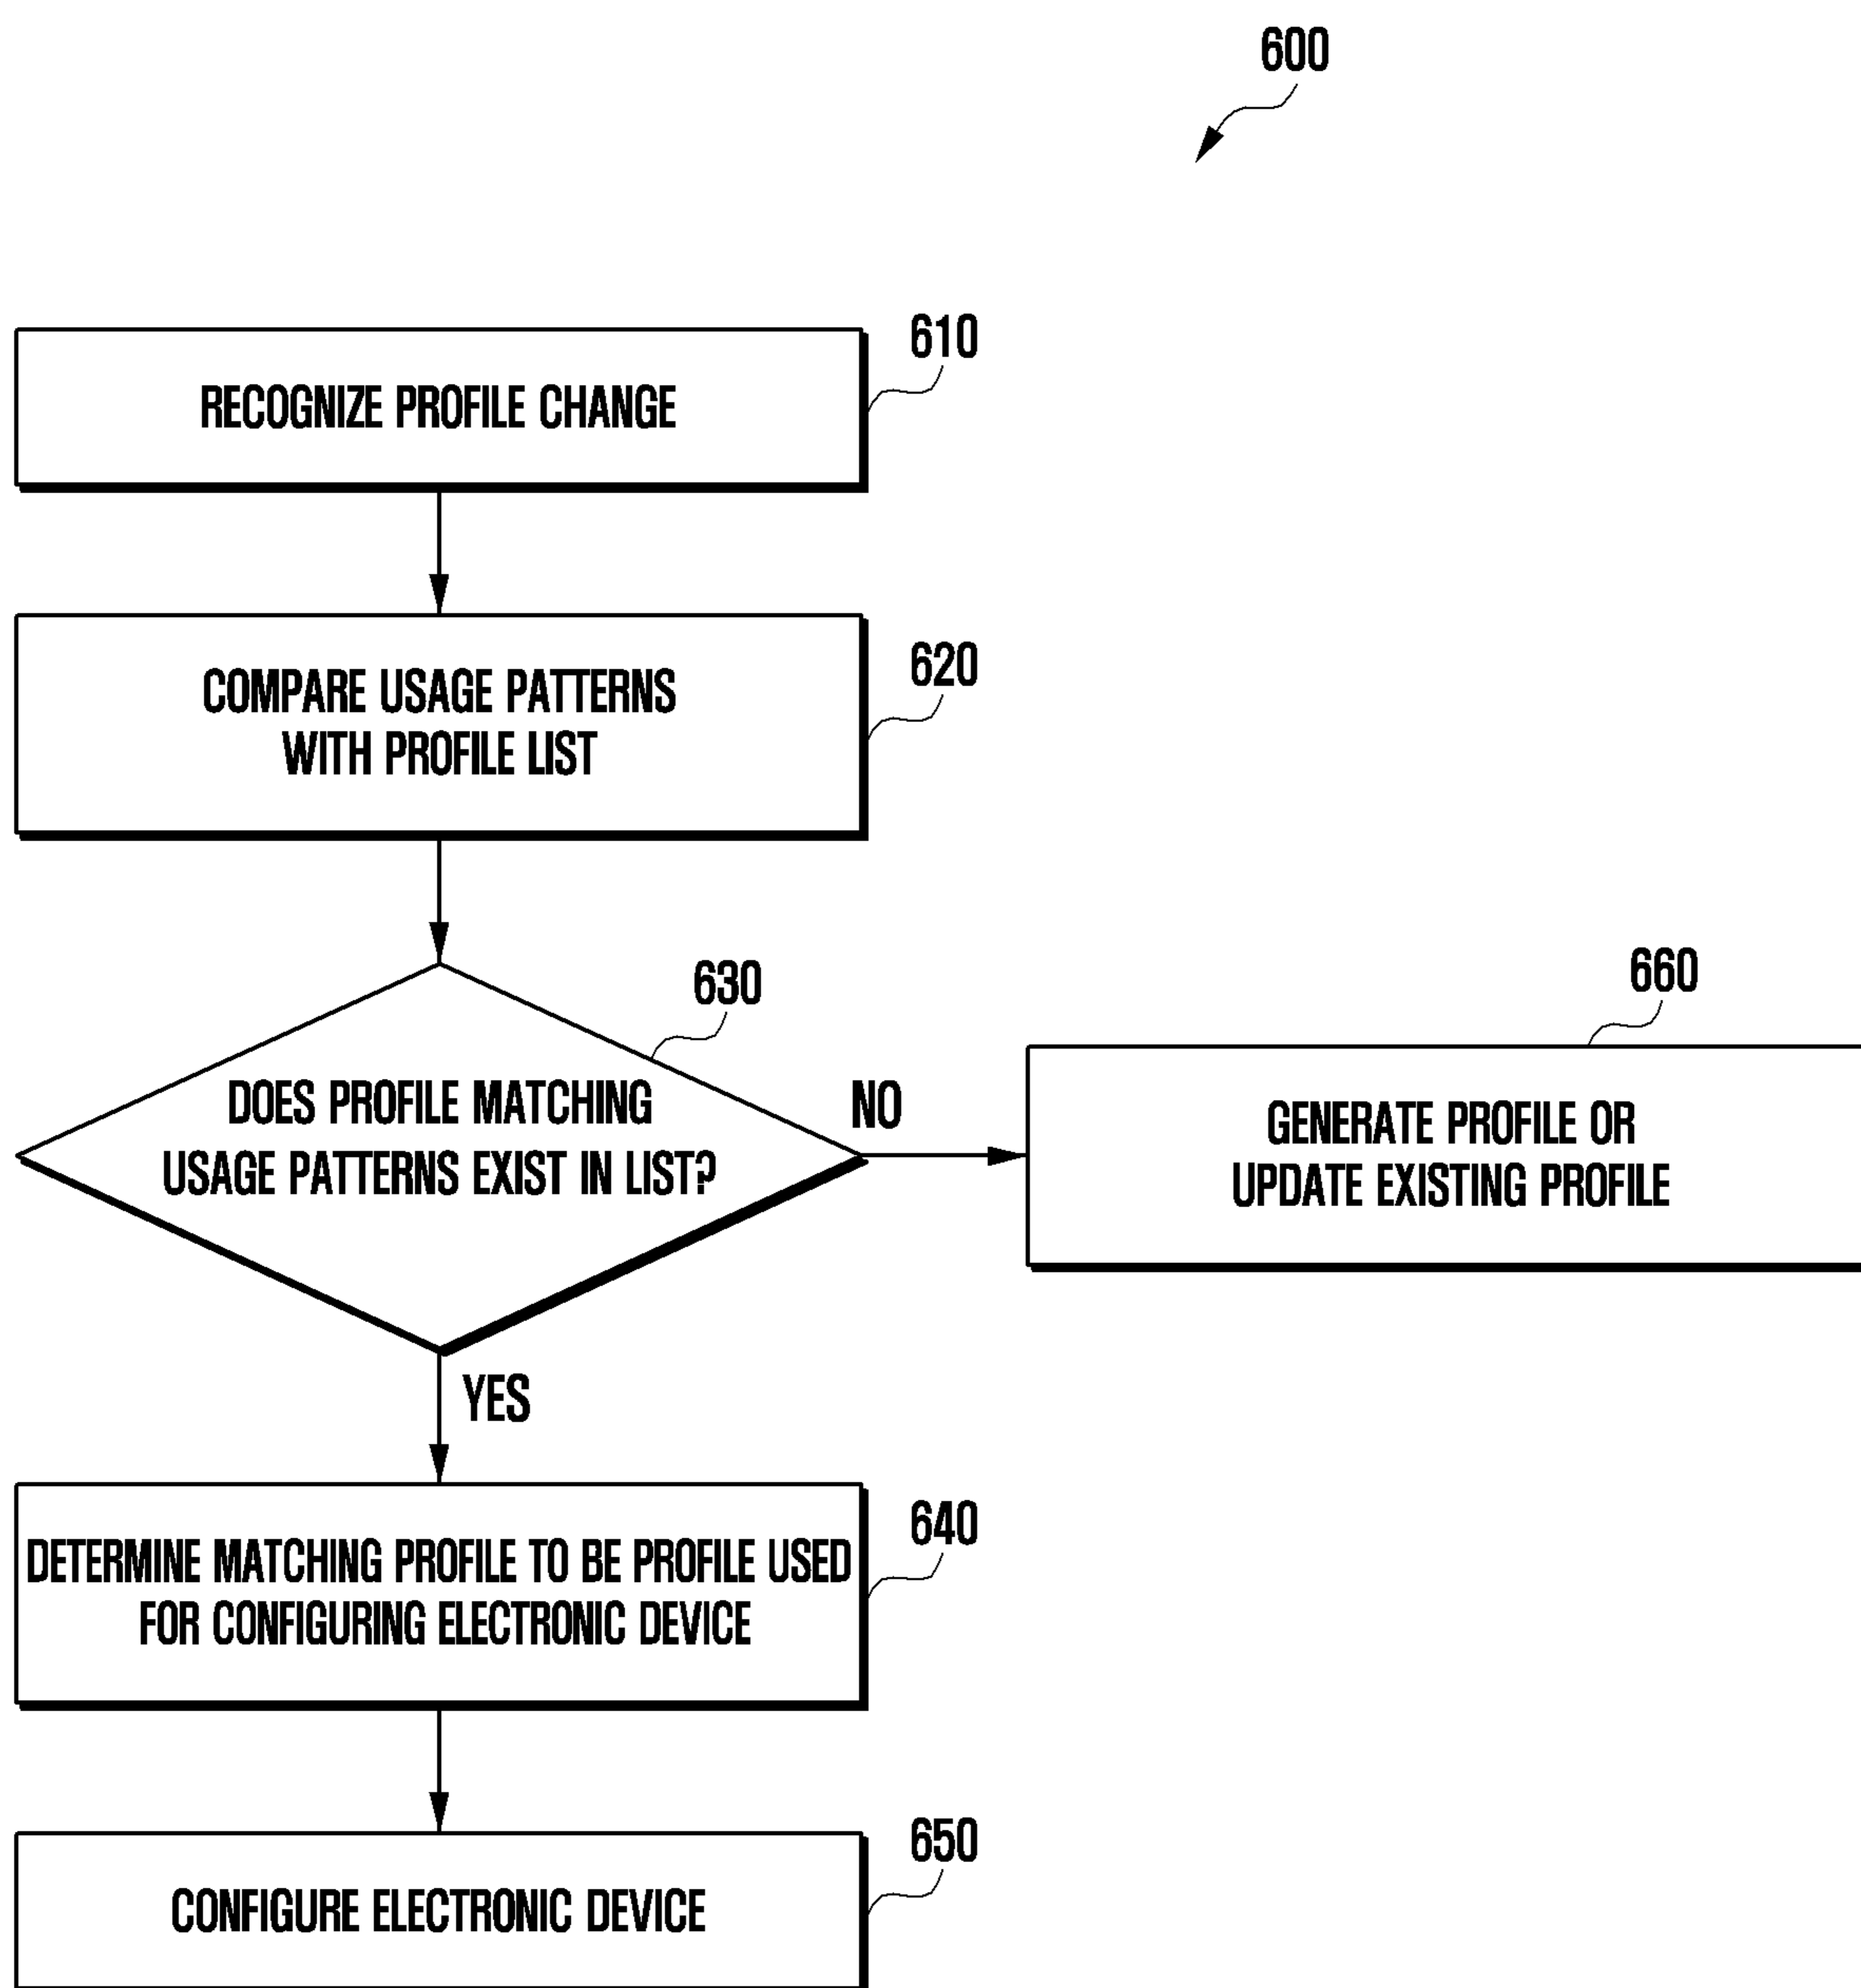 600
610
RECOGNIZE PROFILE CHANGE
620
COMPARE USAGE PATTERNS
WITH PROFILE LIST
630
DOES PROFILE MATCHING
USAGE PATTERNS EXIST IN LIST?
NO
660
GENERATE PROFILE OR
UPDATE EXISTING PROFILE
YES
640
DETERMINE MATCHING PROFILE TO BE PROFILE USED
FOR CONFIGURING ELECTRONIC DEVICE
650
CONFIGURE ELECTRONIC DEVICE